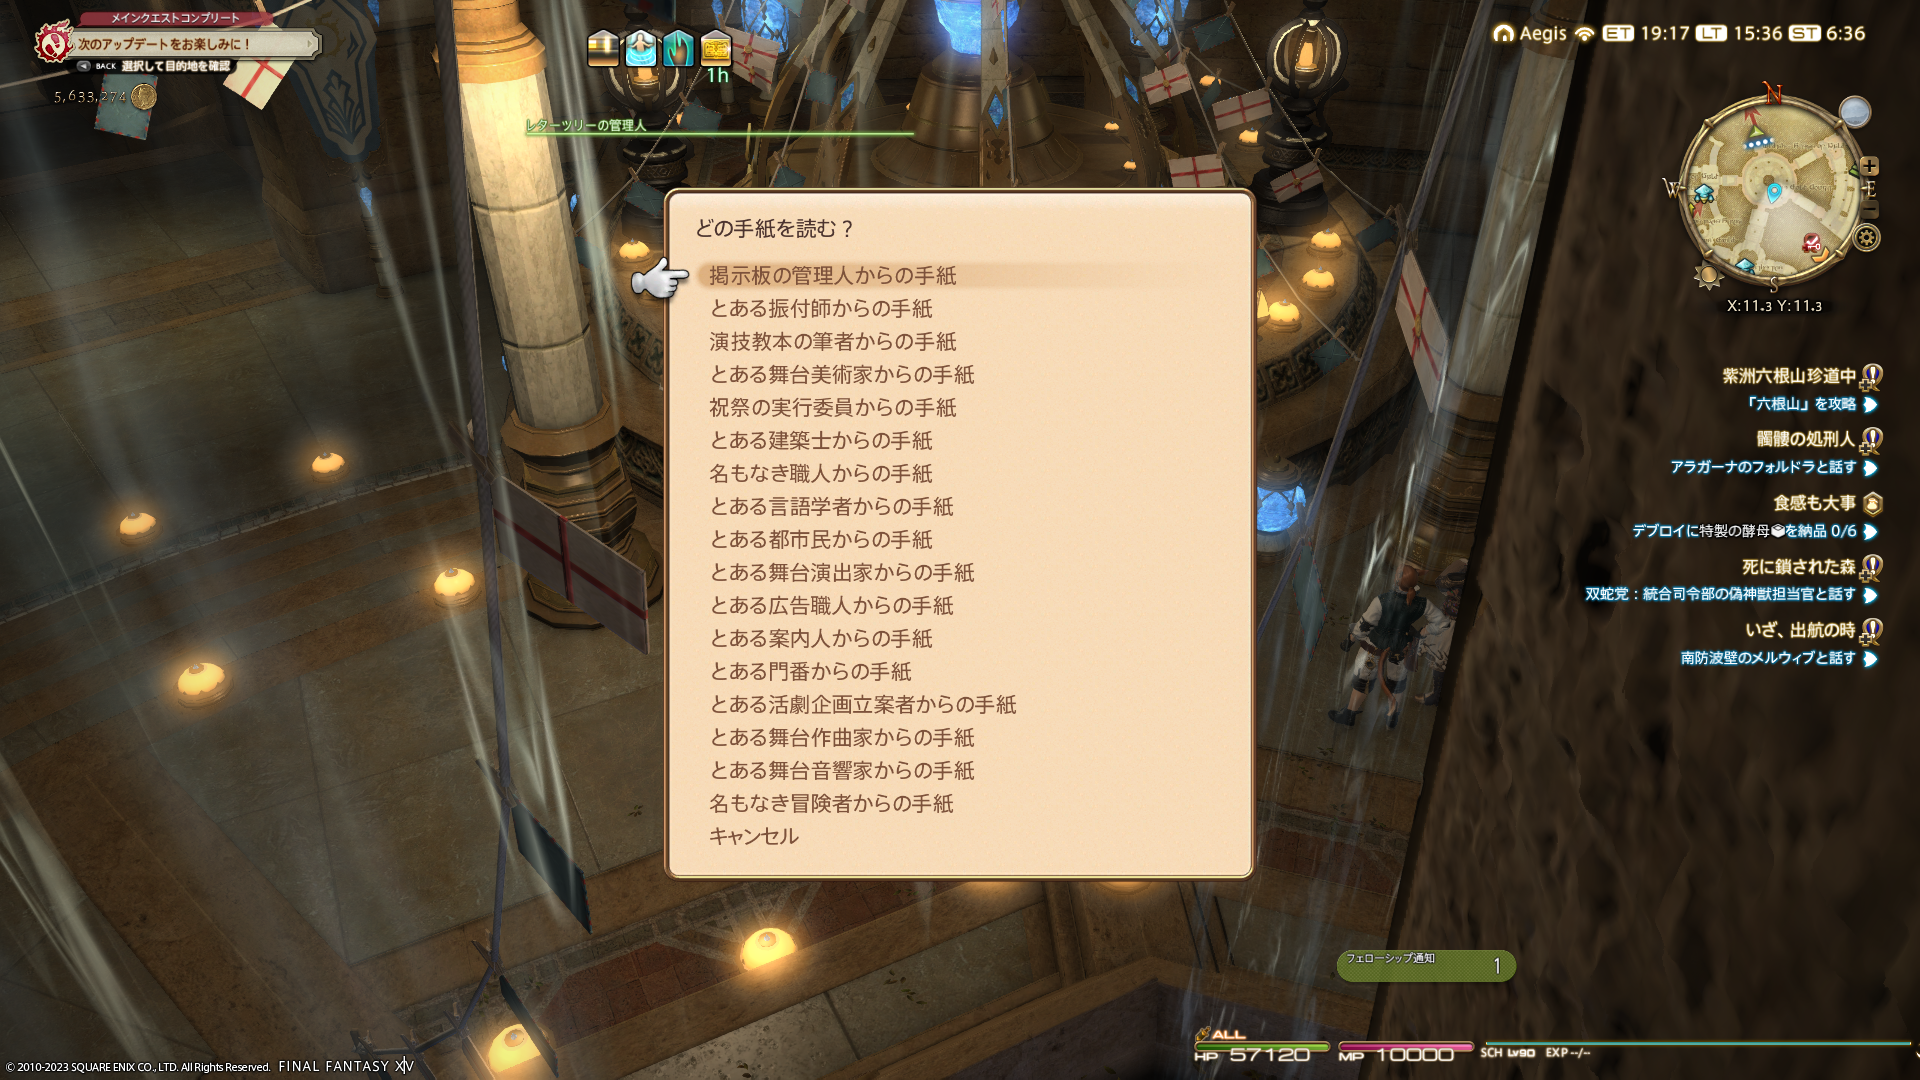 メインクエストコンプリート
次のアップデートをお楽しみに！
BACK 選択して目的地を確認
5,633,274
1h
レターツリーの管理人
Aegis ET 19:17 LT 15:36 ST 6:36
N
W
E
S
X:11.3 Y:11.3
どの手紙を読む？
掲示板の管理人からの手紙
とある振付師からの手紙
演技教本の筆者からの手紙
とある舞台美術家からの手紙
祝祭の実行委員からの手紙
とある建築士からの手紙
名もなき職人からの手紙
とある言語学者からの手紙
とある都市民からの手紙
とある舞台演出家からの手紙
とある広告職人からの手紙
とある案内人からの手紙
とある門番からの手紙
とある活劇企画立案者からの手紙
とある舞台作曲家からの手紙
とある舞台音響家からの手紙
名もなき冒険者からの手紙
キャンセル
紫洲六根山珍道中
「六根山」を攻略
髑髏の処刑人
アラガーナのフォルドラと話す
食感も大事
デブロイに特製の酵母を納品 0/6
死に鎖された森
双蛇党：統合司令部の偽神獣担当官と話す
いざ、出航の時
南防波壁のメルウィブと話す
フェローシップ通知 1
ALL
HP 57120 MP 10000 SCH Lv90 EXP --/--
© 2010-2023 SQUARE ENIX CO., LTD. All Rights Reserved. FINAL FANTASY XIV